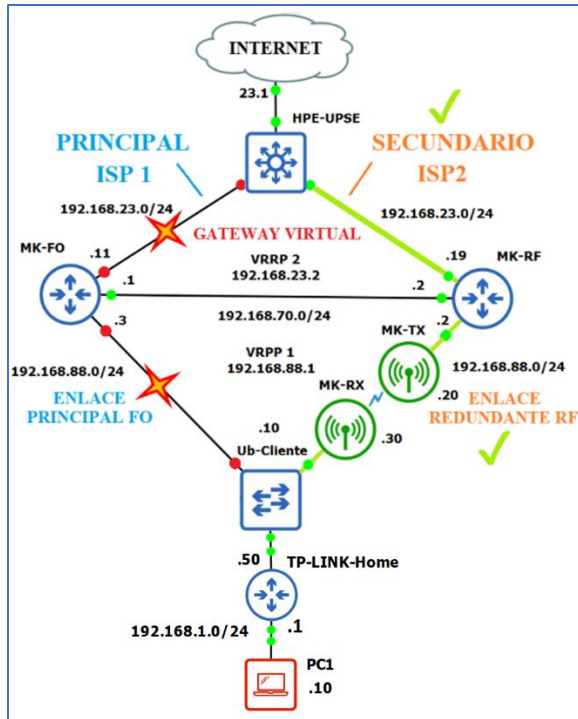 INTERNET
23.1
HPE-UPSE
PRINCIPAL
ISP 1
SECUNDARIO
ISP2
192.168.23.0/24
192.168.23.0/24
GATEWAY VIRTUAL
MK-FO
.11
VRRP 2
192.168.23.2
.19
MK-RF
.1
.2
.3
192.168.70.0/24
.2
MK-TX
192.168.88.0/24
VRPP 1
192.168.88.1
192.168.88.0/24
MK-RX
.20
ENLACE
PRINCIPAL FO
ENLACE
REDUNDANTE RF
.10
.30
Ub-Cliente
.50
TP-LINK-Home
192.168.1.0/24
.1
PC1
.10